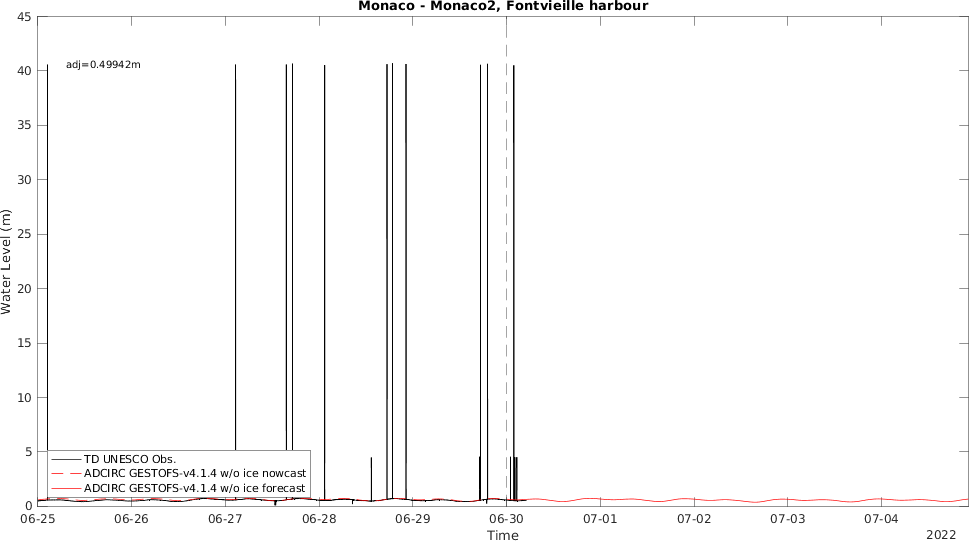 Monaco - Monaco2, Fontvieille harbour
45
40
35
30
25
20
15
10
5
0
Water Level (m)
adj=0.49942m
TD UNESCO Obs.
ADCIRC GESTOFS-v4.1.4 w/o ice nowcast
ADCIRC GESTOFS-v4.1.4 w/o ice forecast
06-25 06-26 06-27 06-28 06-29 06-30 07-01 07-02 07-03 07-04
Time
2022